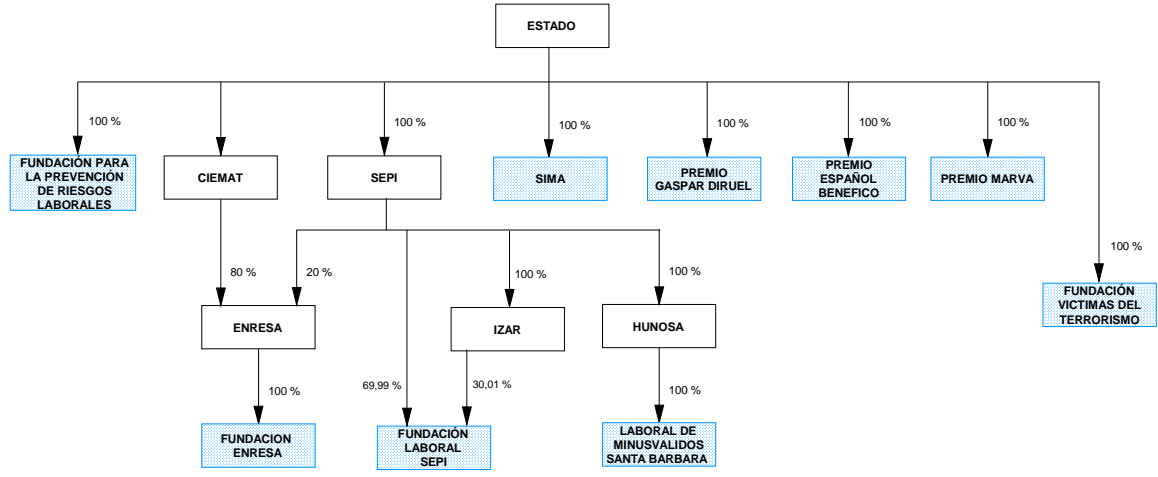 ESTADO
100 %
100 %
100 %
100 %
100 %
100 %
FUNDACIÓN PARA
LA PREVENCIÓN
DE RIESGOS
LABORALES
CIEMAT
SEPI
SIMA
PREMIO
GASPAR DIRUEL
PREMIO
ESPAÑOL
BENEFICO
PREMIO MARVA
100 %
80 %
20 %
100 %
100 %
FUNDACIÓN
VICTIMAS DEL
TERRORISMO
ENRESA
IZAR
HUNOSA
100 %
69,99 %
30,01 %
100 %
FUNDACION
ENRESA
FUNDACIÓN
LABORAL
SEPI
LABORAL DE
MINUSVALIDOS
SANTA BARBARA